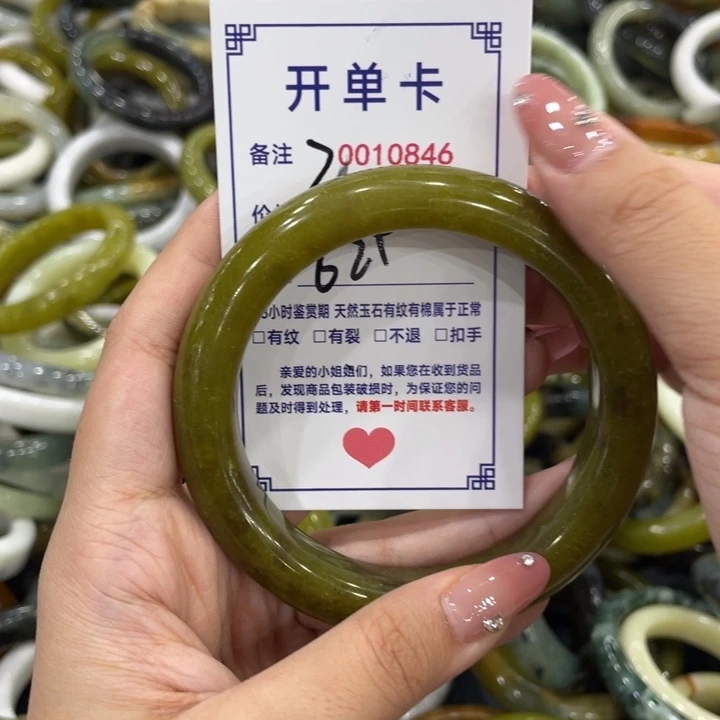 开单卡
备注 20010846
62f
小时鉴赏期 天然玉石有纹有棉属于正常
□有纹 □有裂 □不退 □扣手
亲爱的小姐姐们，如果您在收到货品
后，发现商品包装破损时，为保证您的问
题及时得到处理，请第一时间联系客服。